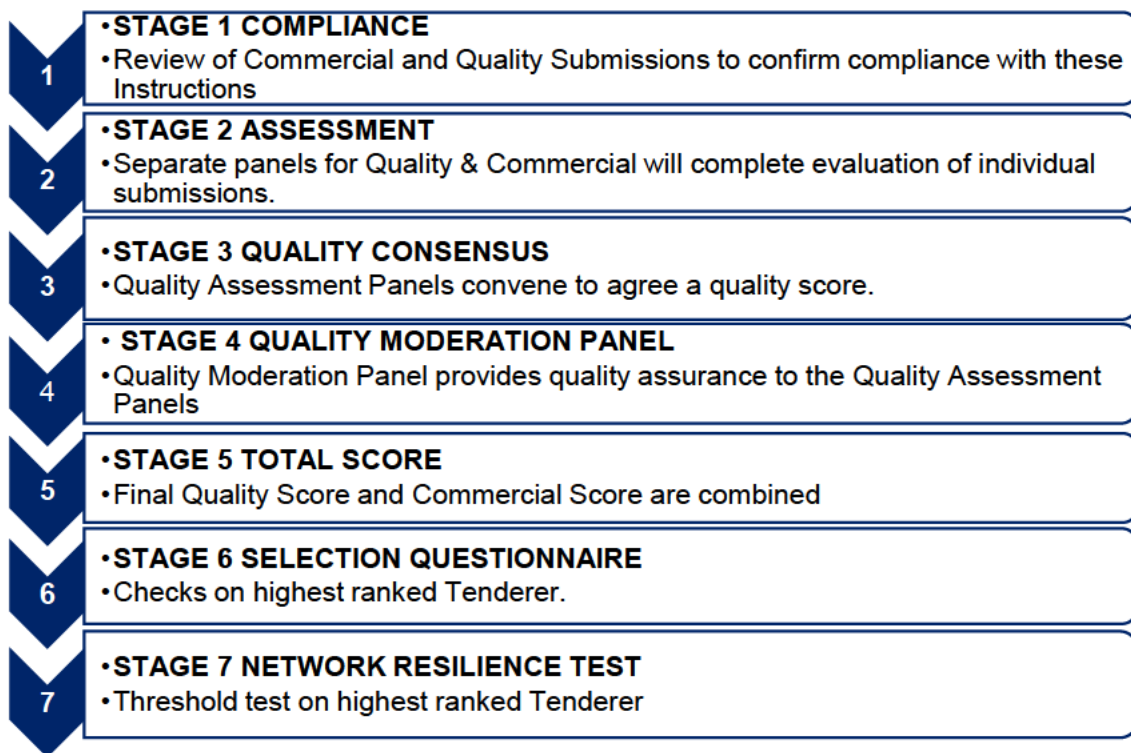 1
•STAGE 1 COMPLIANCE
•Review of Commercial and Quality Submissions to confirm compliance with these
Instructions
2
•STAGE 2 ASSESSMENT
•Separate panels for Quality & Commercial will complete evaluation of individual
submissions.
3
•STAGE 3 QUALITY CONSENSUS
•Quality Assessment Panels convene to agree a quality score.
4
• STAGE 4 QUALITY MODERATION PANEL
•Quality Moderation Panel provides quality assurance to the Quality Assessment
Panels
5
•STAGE 5 TOTAL SCORE
•Final Quality Score and Commercial Score are combined
6
•STAGE 6 SELECTION QUESTIONNAIRE
•Checks on highest ranked Tenderer.
7
•STAGE 7 NETWORK RESILIENCE TEST
•Threshold test on highest ranked Tenderer